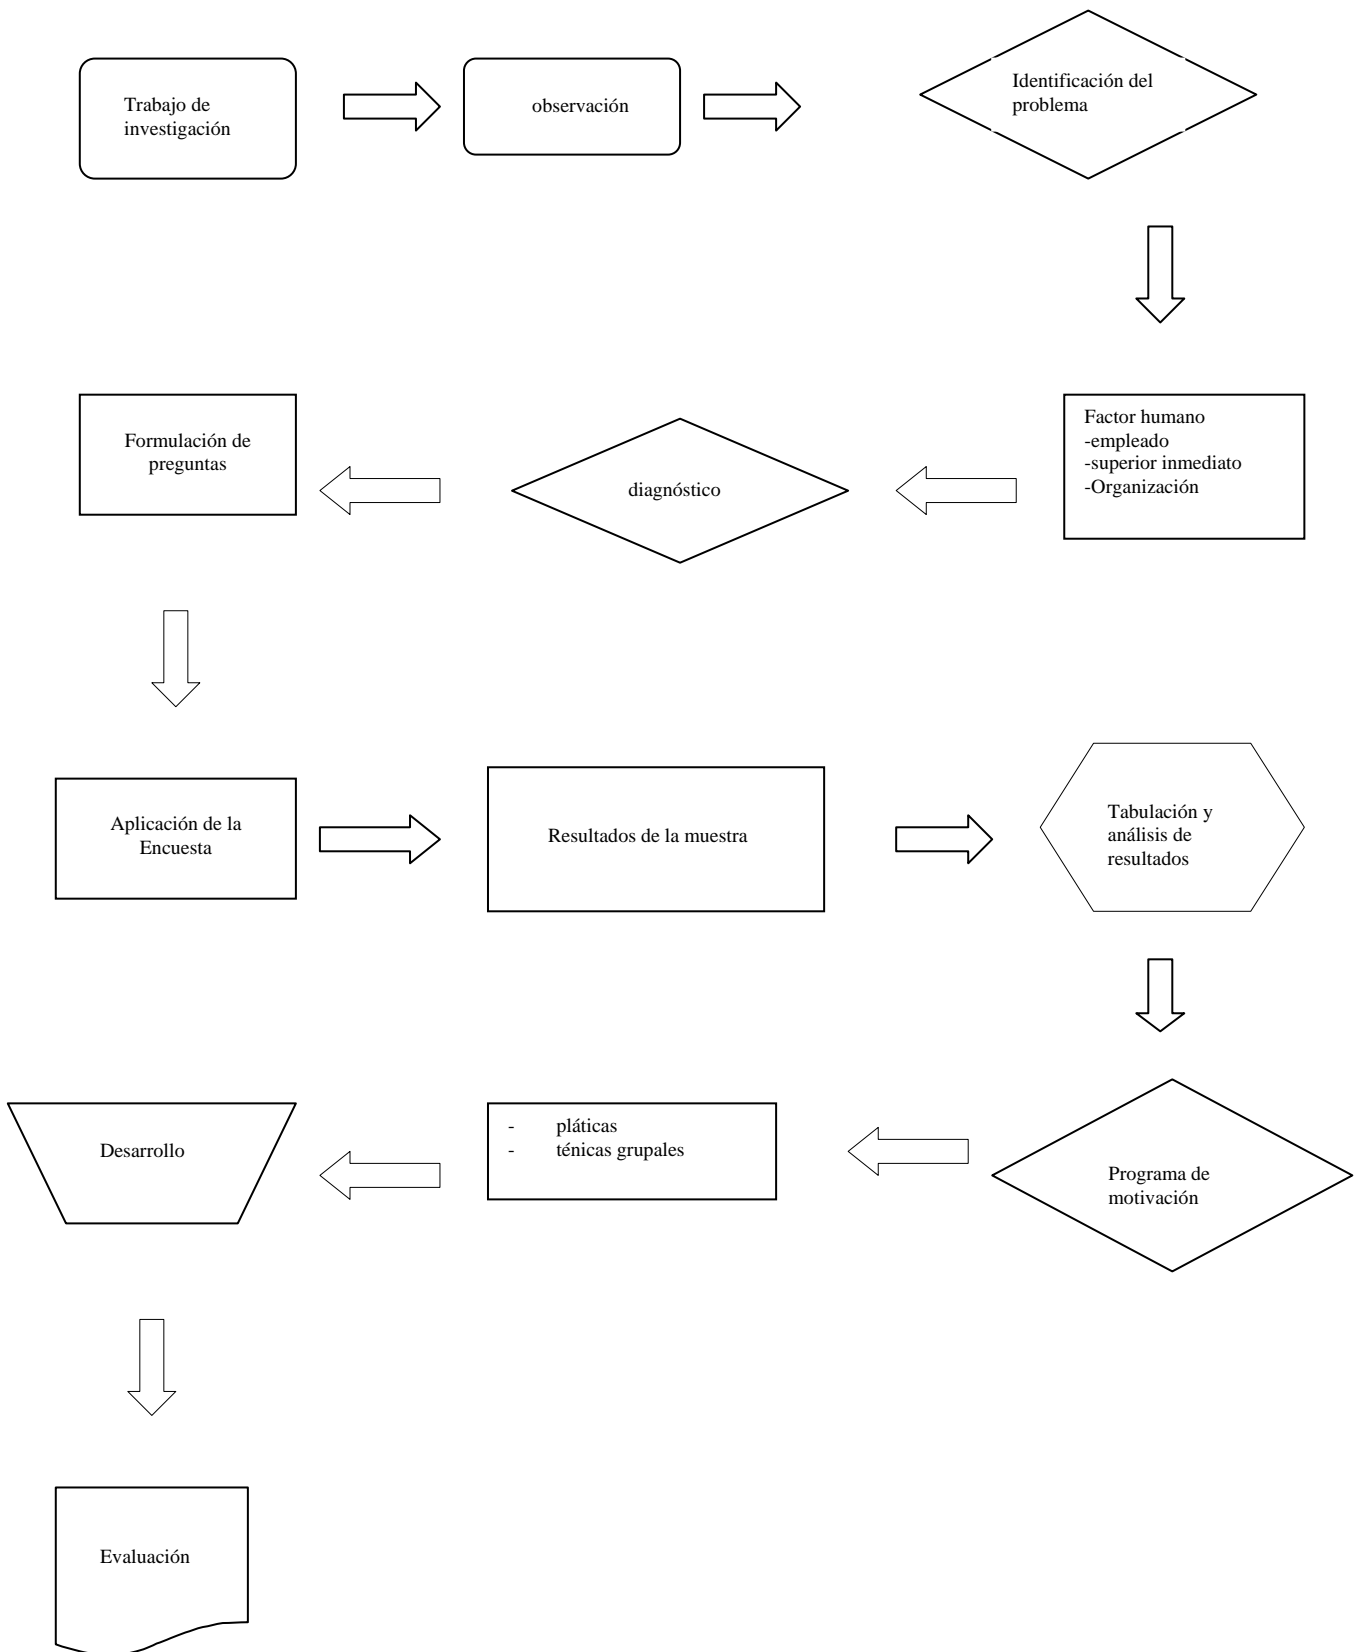 Trabajo de
investigación
observación
Identificación del
problema
Factor humano
-empleado
-superior inmediato
-Organización
diagnóstico
Formulación de
preguntas
Aplicación de la
Encuesta
Resultados de la muestra
Tabulación y
análisis de
resultados
Programa de
motivación
- pláticas
- ténicas grupales
Desarrollo
Evaluación